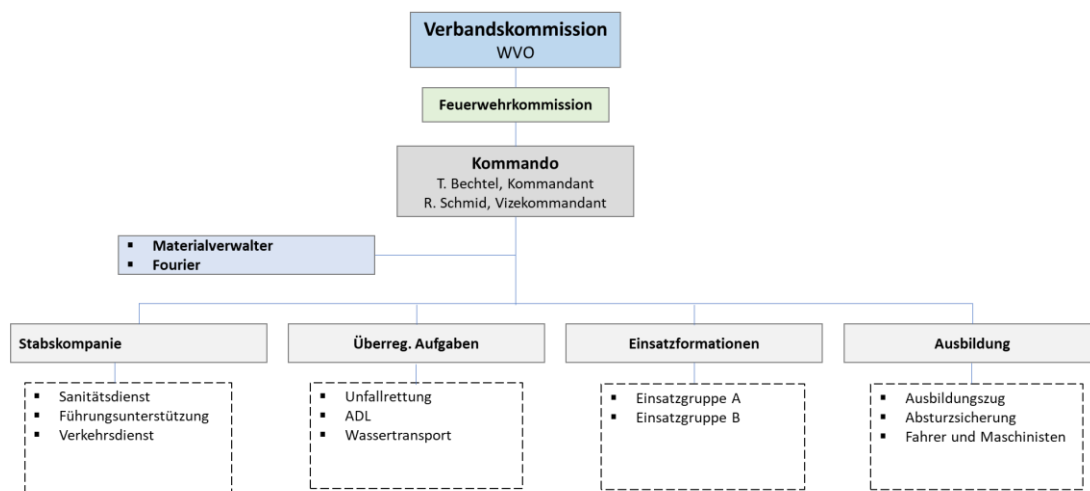 Verbandskommission
WVO
Feuerwehrkommission
Kommando
T. Bechtel, Kommandant
R. Schmid, Vizekommandant
▪ Materialverwalter
▪ Fourier
Stabskompanie
▪ Sanitätsdienst
▪ Führungsunterstützung
▪ Verkehrsdienst
Überreg. Aufgaben
▪ Unfallrettung
▪ ADL
▪ Wassertransport
Einsatzformationen
▪ Einsatzgruppe A
▪ Einsatzgruppe B
Ausbildung
▪ Ausbildungszug
▪ Absturzsicherung
▪ Fahrer und Maschinisten